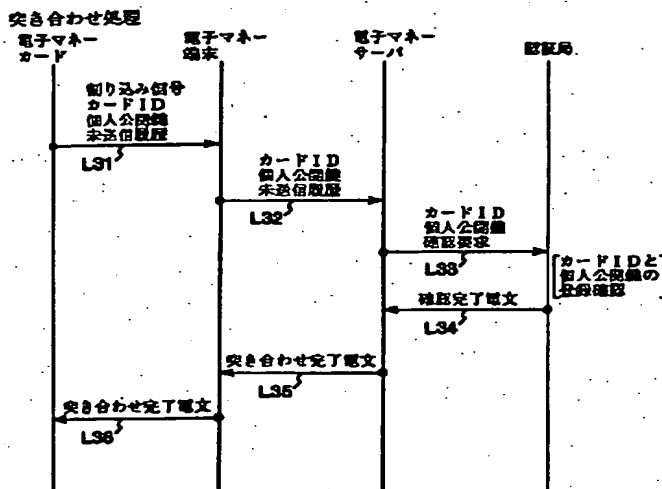 突き合わせ処理
電子マネー
カード
電子マネー
端末
電子マネー
サーバ
認証局
割り込み信号
カードID
個人公開鍵
未送信履歴
L31
カードID
個人公開鍵
未送信履歴
L32
カードID
個人公開鍵
確認要求
L33
カードIDと
個人公開鍵の
登録確認
確認完了電文
L34
突き合わせ完了電文
L35
突き合わせ完了電文
L36